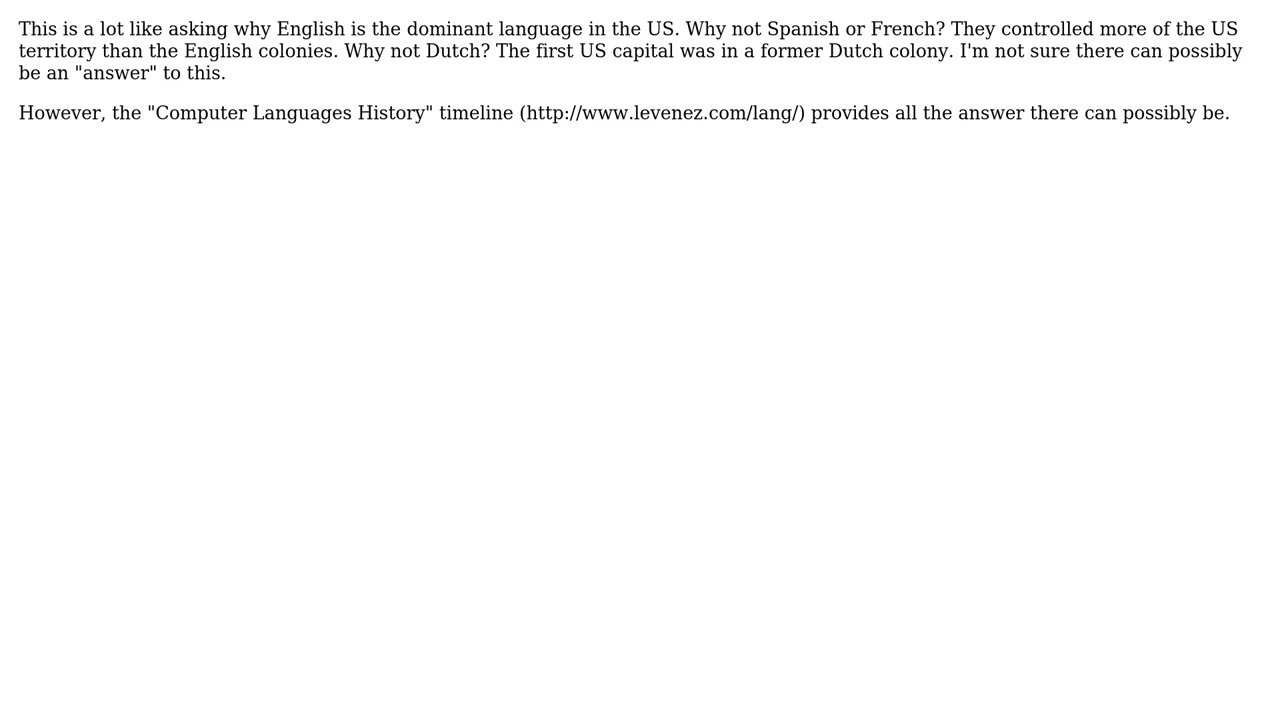 This is a lot like asking why English is the dominant language in the US. Why not Spanish or French? They controlled more of the US
territory than the English colonies. Why not Dutch? The first US capital was in a former Dutch colony. I'm not sure there can possibly
be an "answer" to this.
However, the "Computer Languages History" timeline (http://www.levenez.com/lang/) provides all the answer there can possibly be.